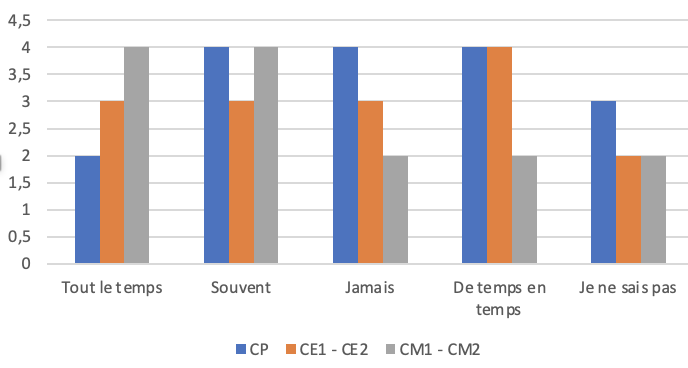 4,5
4
3,5
3
2,5
2
1,5
1
0,5
0
Tout le temps
Souvent
Jamais
De temps en
temps
Je ne sais pas
CP
CE1 - CE2
CM1 - CM2